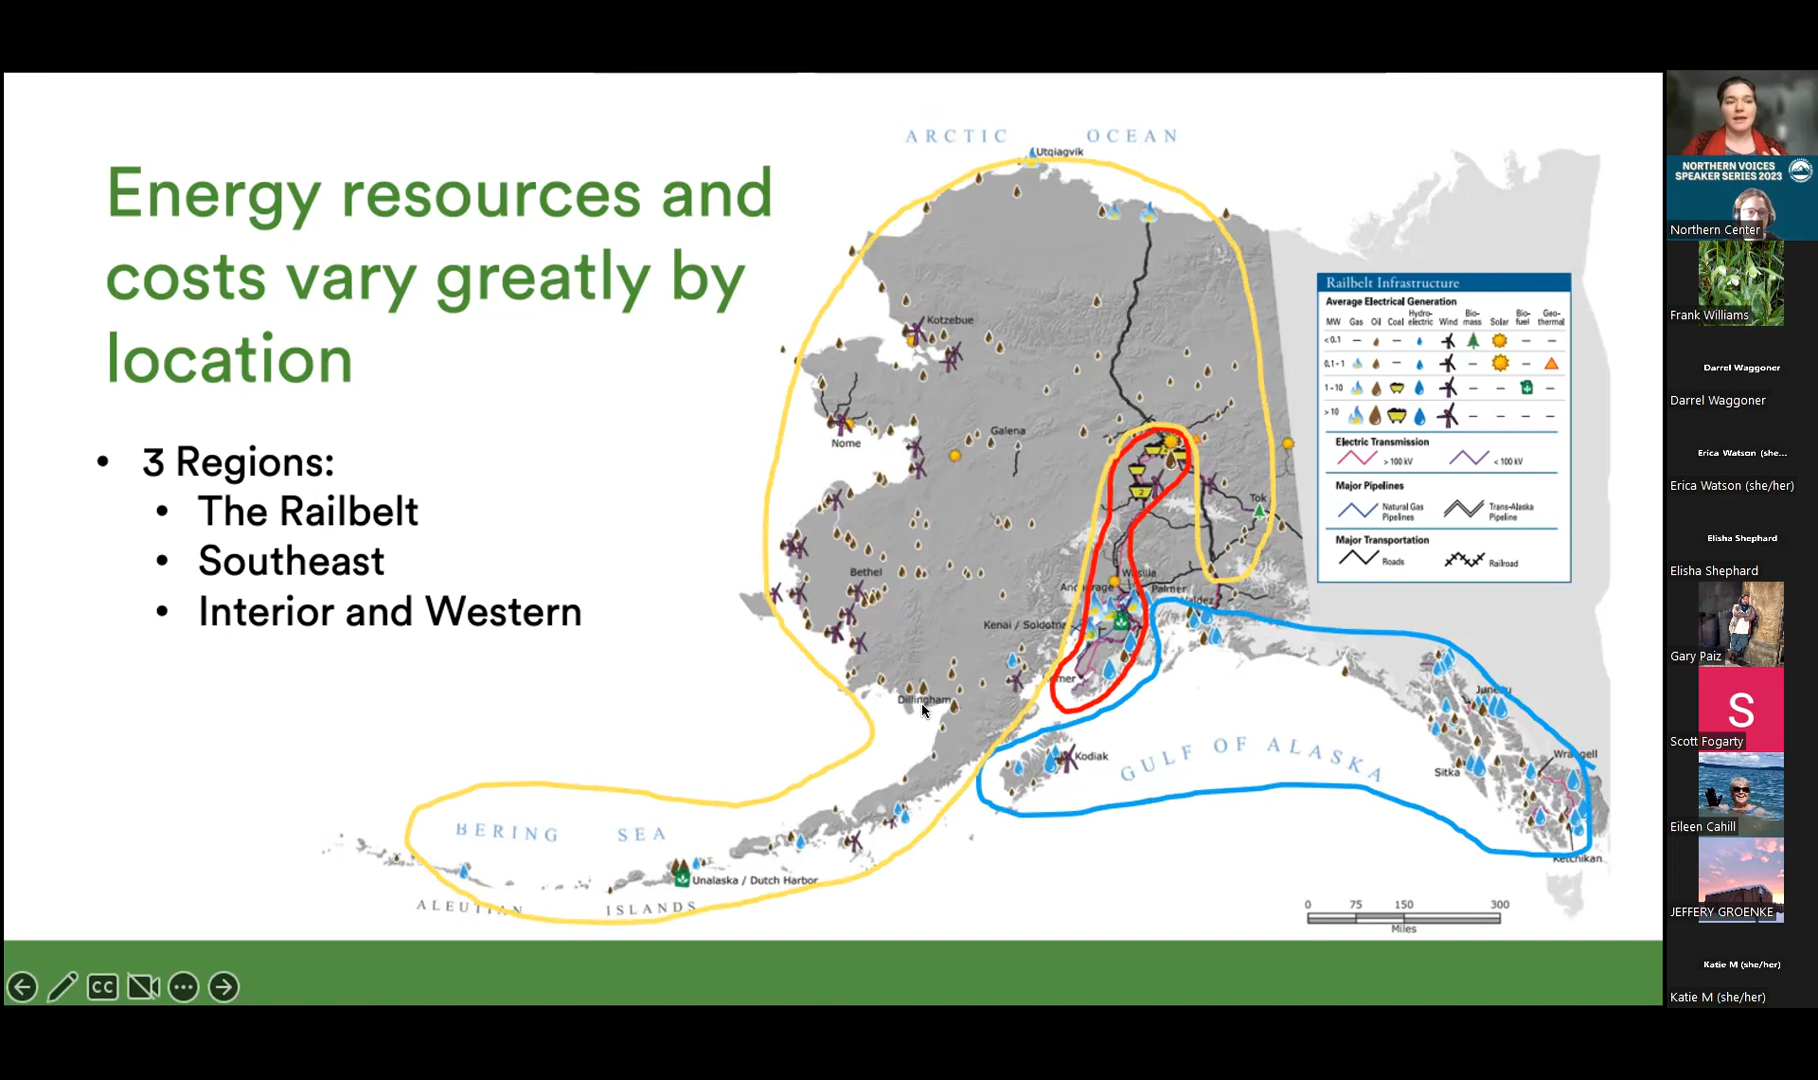 Energy resources and
costs vary greatly by
location
• 3 Regions:
• The Railbelt
• Southeast
• Interior and Western
ARCTIC OCEAN
Utqiagvik
Kotzebue
Nome
Galena
Tok
Bethel
Wasilla
Palmer
Valdez
Kenai / Soldotna
Dillingham
Kodiak
GULF OF ALASKA
Juneau
Sitka
Ketchikan
BERING SEA
Unalaska / Dutch Harbor
ALEUTIAN ISLANDS
0 75 150 300
Miles
Railbelt Infrastructure
Average Electrical Generation
MW Gas Oil Coal Hydro-electric Wind Bio-mass Solar Bio-fuel Geo-thermal
<0.1
0.1-1
1-10
>10
Electric Transmission
> 100 kV < 100 kV
Major Pipelines
Natural Gas Pipelines
Trans-Alaska Pipeline
Major Transportation
Roads Railroad
CC
NORTHERN VOICES
SPEAKER SERIES 2023
Northern Center
Frank Williams
Darrel Waggoner
Darrel Waggoner
Erica Watson (she...
Erica Watson (she/her)
Elisha Shephard
Elisha Shephard
Gary Paiz
S
Scott Fogarty
Eileen Cahill
JEFFERY GROENKE
Katie M (she/her)
Katie M (she/her)